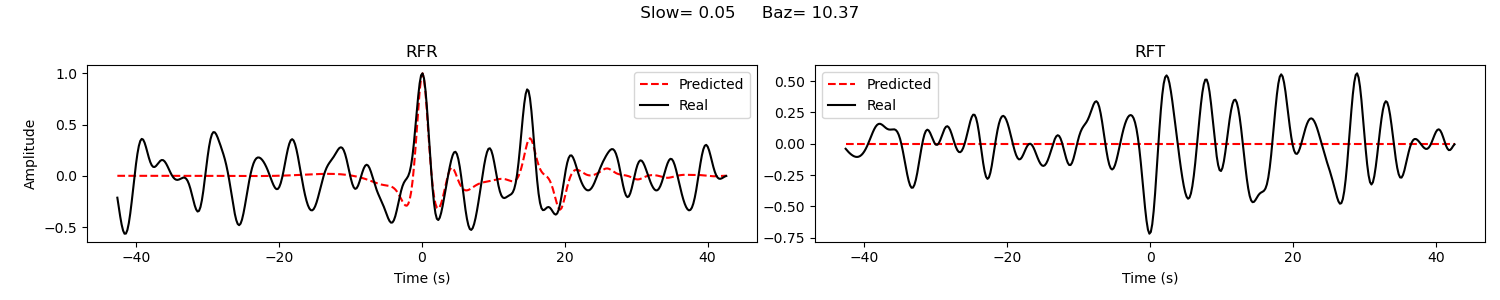 Slow= 0.05     Baz= 10.37
RFR
Amplitude
1.0
0.5
0.0
−0.5
Predicted
Real
−40
−20
0
20
40
Time (s)
RFT
0.50
0.25
0.00
−0.25
−0.50
−0.75
Predicted
Real
−40
−20
0
20
40
Time (s)